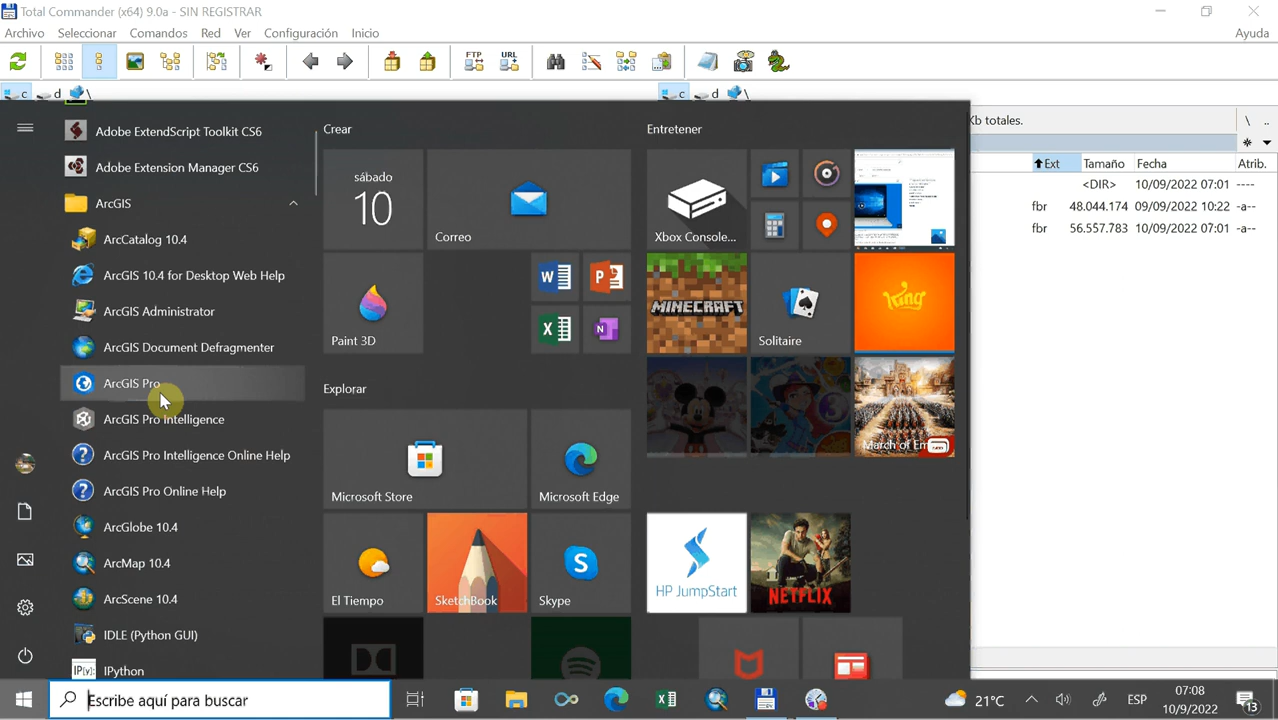 Total Commander (x64) 9.0a - SIN REGISTRAR
Archivo Seleccionar Comandos Red Ver Configuración Inicio Ayuda
FTP URL
c d \ c d \
Kb totales. \ ..
* 
Ext Tamaño Fecha Atrib.
<DIR> 10/09/2022 07:01 ----
fbr 09/09/2022 10:22 -a--
fbr 56.557.783 10/09/2022 07:01 -a--
Adobe ExtendScript Toolkit CS6
Adobe Extension Manager CS6
ArcGIS
ArcCatalog 10.4
ArcGIS 10.4 for Desktop Web Help
ArcGIS Administrator
ArcGIS Document Defragmenter
ArcGIS Pro
ArcGIS Pro Intelligence
ArcGIS Pro Intelligence Online Help
ArcGIS Pro Online Help
ArcGlobe 10.4
ArcMap 10.4
ArcScene 10.4
IDLE (Python GUI)
IP[y]:
IPython
Crear
sábado
10
Correo
Paint 3D
Explorar
Microsoft Store
Microsoft Edge
El Tiempo
SketchBook
Skype
Entretener
Xbox Console...
MINECRAFT
Solitaire
King
March of Em
HP JumpStart
NETFLIX
Escribe aquí para buscar
21°C
ESP
07:08
10/9/2022
13